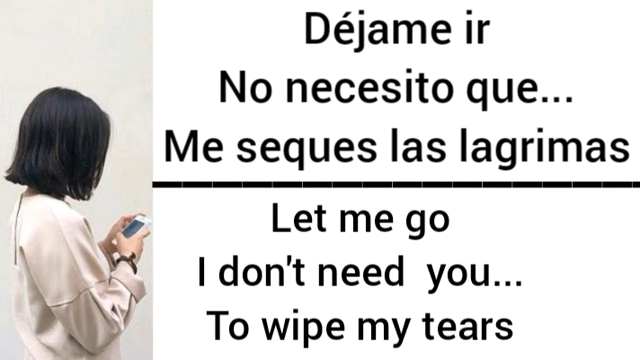 Déjame ir
No necesito que...
Me seques las lagrimas
Let me go
I don't need  you...
To wipe my tears